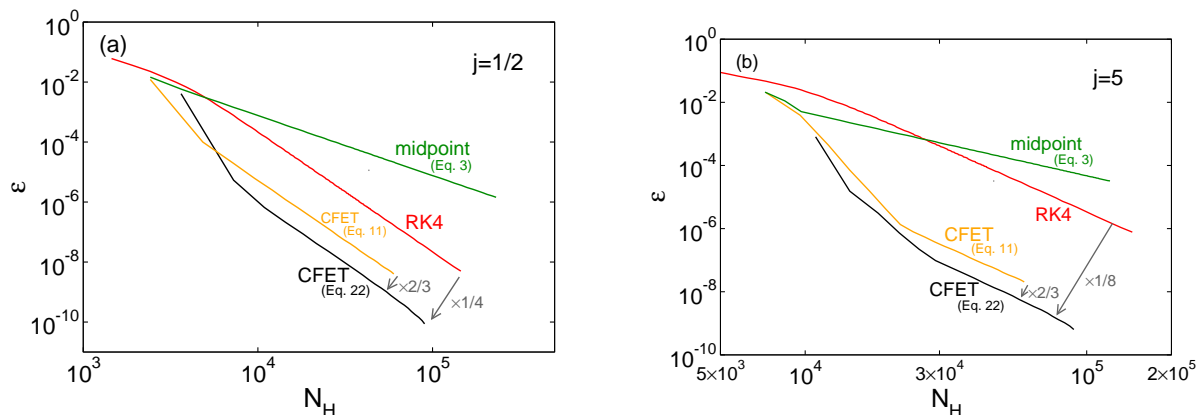 (a)
j=1/2
10^0
10^-2
10^-4
10^-6
10^-8
10^-10
ε
midpoint
(Eq. 3)
RK4
CFET
(Eq. 11)
CFET
(Eq. 22)
×2/3
×1/4
10^3
10^4
10^5
N_H
(b)
j=5
10^0
10^-2
10^-4
10^-6
10^-8
10^-10
ε
midpoint
(Eq. 3)
RK4
CFET
(Eq. 11)
CFET
(Eq. 22)
×2/3
×1/8
5×10^3
10^4
3×10^4
10^5
2×10^5
N_H